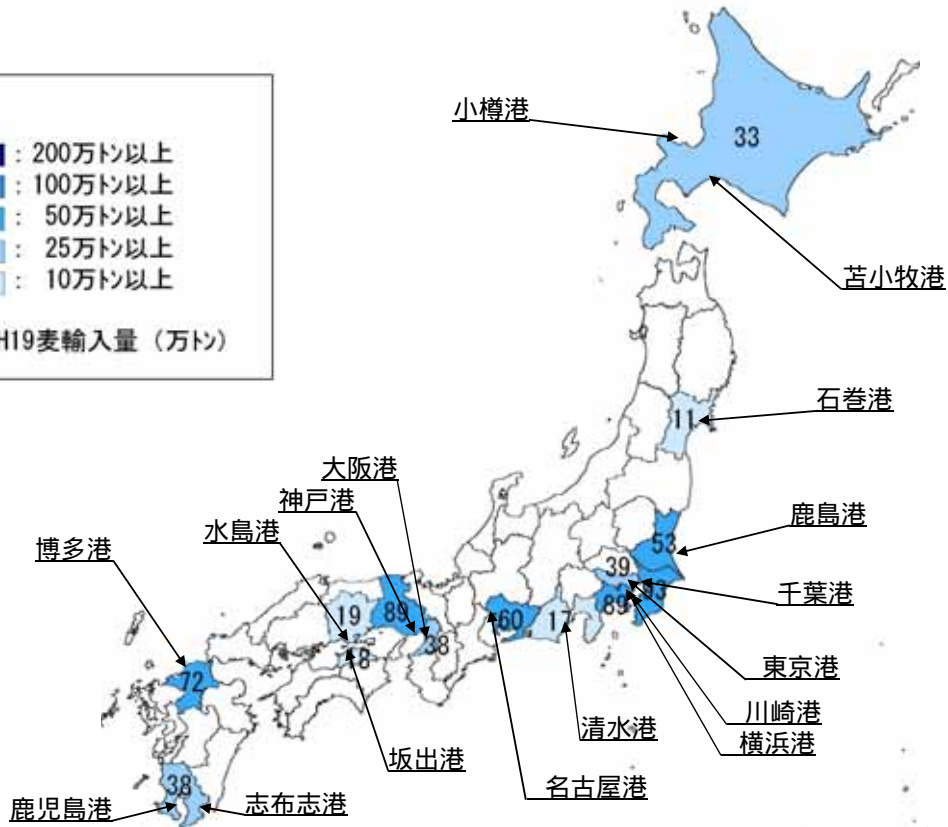 : 200万トン以上
: 100万トン以上
: 50万トン以上
: 25万トン以上
: 10万トン以上
H19麦輸入量（万トン）
小樽港
33
苫小牧港
石巻港
11
大阪港
神戸港
水島港
博多港
鹿島港
53
39
千葉港
19
89
60
17
89
38
72
東京港
川崎港
横浜港
清水港
坂出港
名古屋港
38
鹿児島港
志布志港